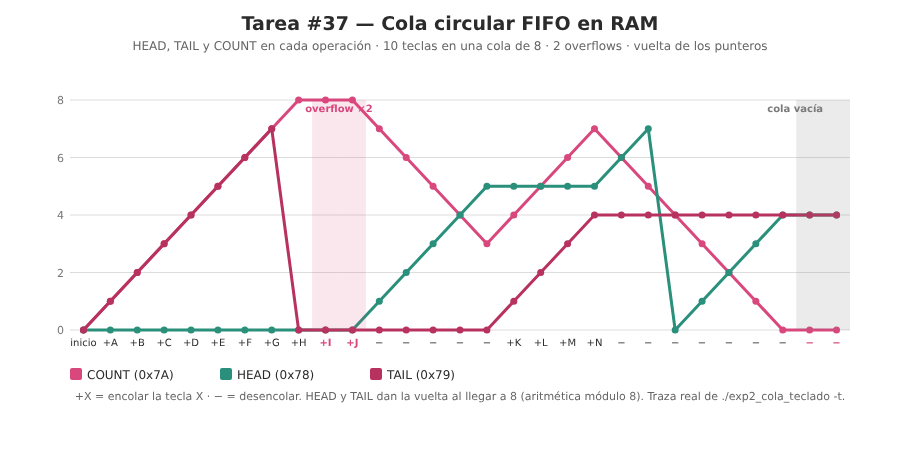 Tarea #37 — Cola circular FIFO en RAM
HEAD, TAIL y COUNT en cada operación · 10 teclas en una cola de 8 · 2 overflows · vuelta de los punteros
8
overflow ×2
cola vacía
6
4
2
0
inicio +A +B +C +D +E +F +G +H +I +J − − − − − +K +L +M +N − − − − − − − − −
COUNT (0x7A) HEAD (0x78) TAIL (0x79)
+X = encolar la tecla X · − = desencolar. HEAD y TAIL dan la vuelta al llegar a 8 (aritmética módulo 8). Traza real de ./exp2_cola_teclado -t.